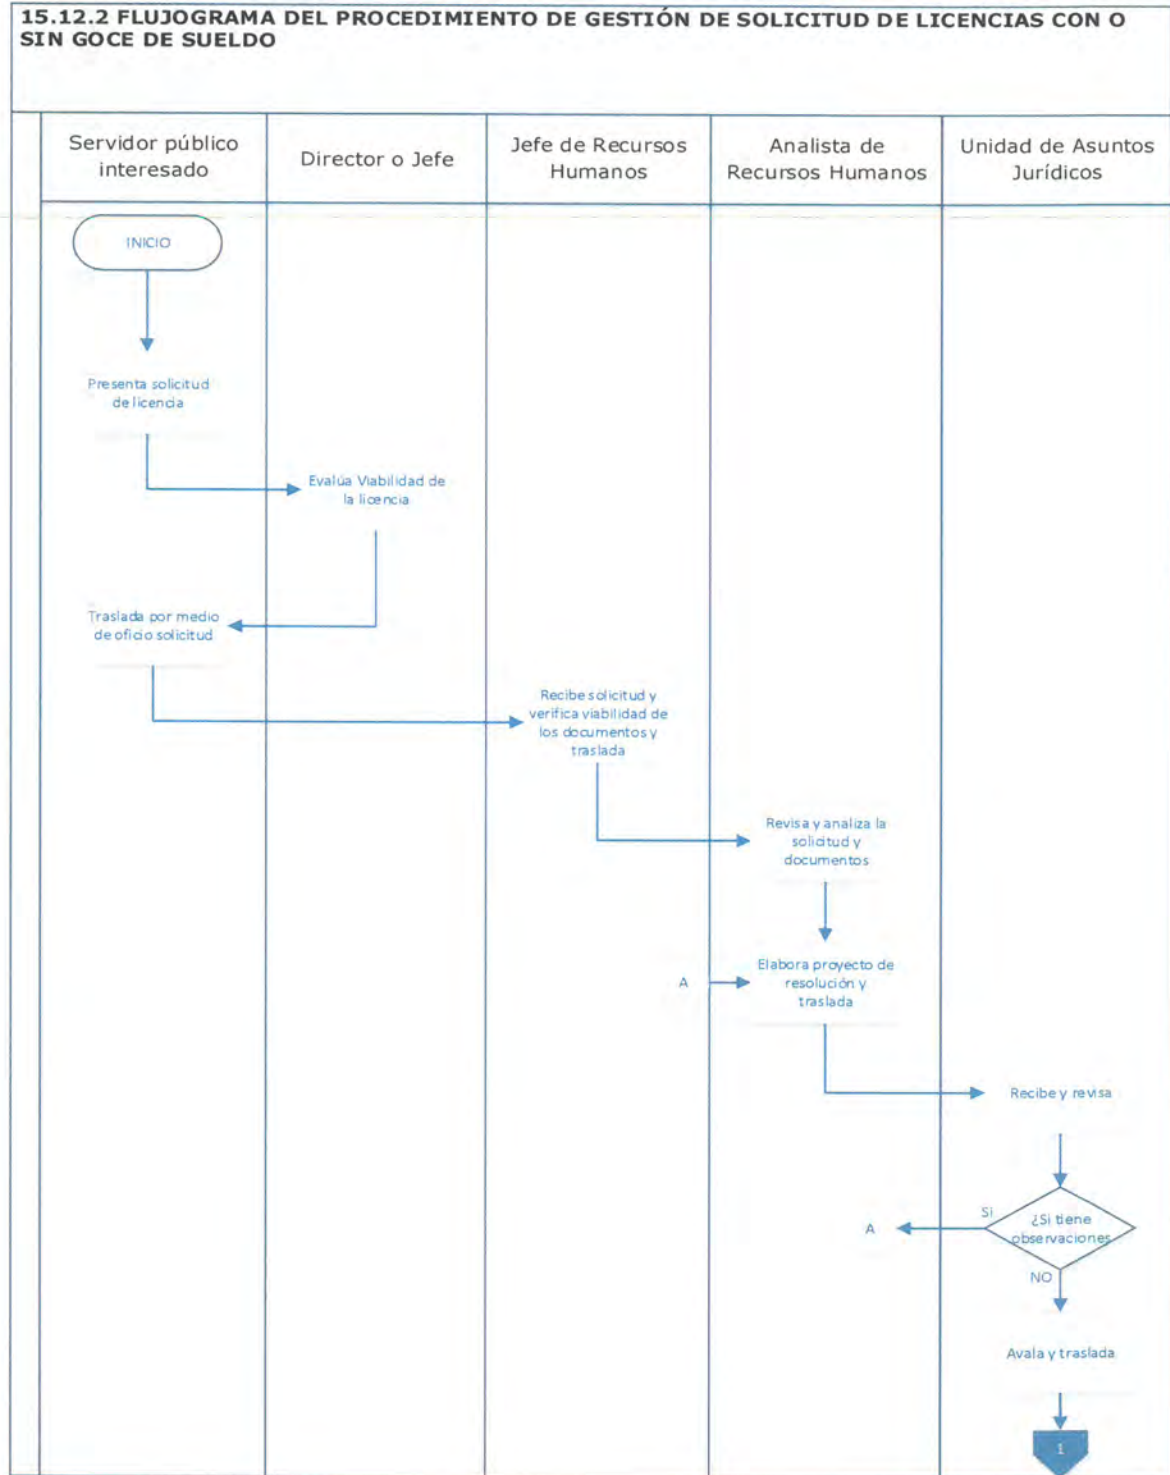 15.12.2 FLUJOGRAMA DEL PROCEDIMIENTO DE GESTIÓN DE SOLICITUD DE LICENCIAS CON O
SIN GOCE DE SUELDO
Servidor público
interesado
Director o Jefe
Jefe de Recursos
Humanos
Analista de
Recursos Humanos
Unidad de Asuntos
Jurídicos
INICIO
Presenta solicitud
de licencia
Evalúa Viabilidad de
la licencia
Traslada por medio
de oficio solicitud
Recibe solicitud y
verifica viabilidad de
los documentos y
traslada
Revisa y analiza la
solicitud y
documentos
A
Elabora proyecto de
resolución y
traslada
Recibe y revisa
A
Si
¿Si tiene
observaciones
NO
Avala y traslada
1